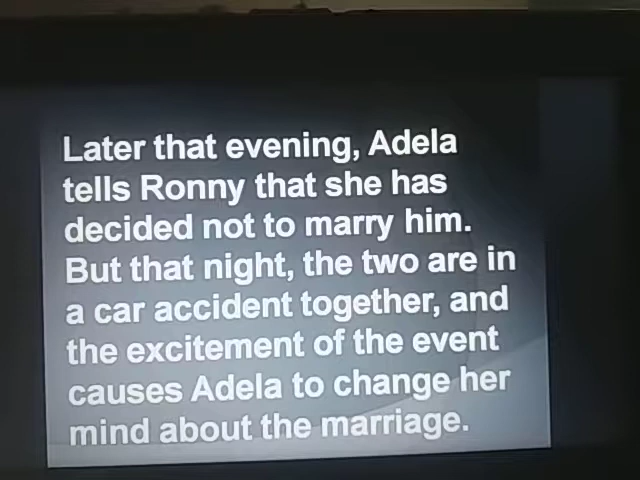 Later that evening, Adela
tells Ronny that she has
decided not to marry him.
But that night, the two are in
a car accident together, and
the excitement of the event
causes Adela to change her
mind about the marriage.